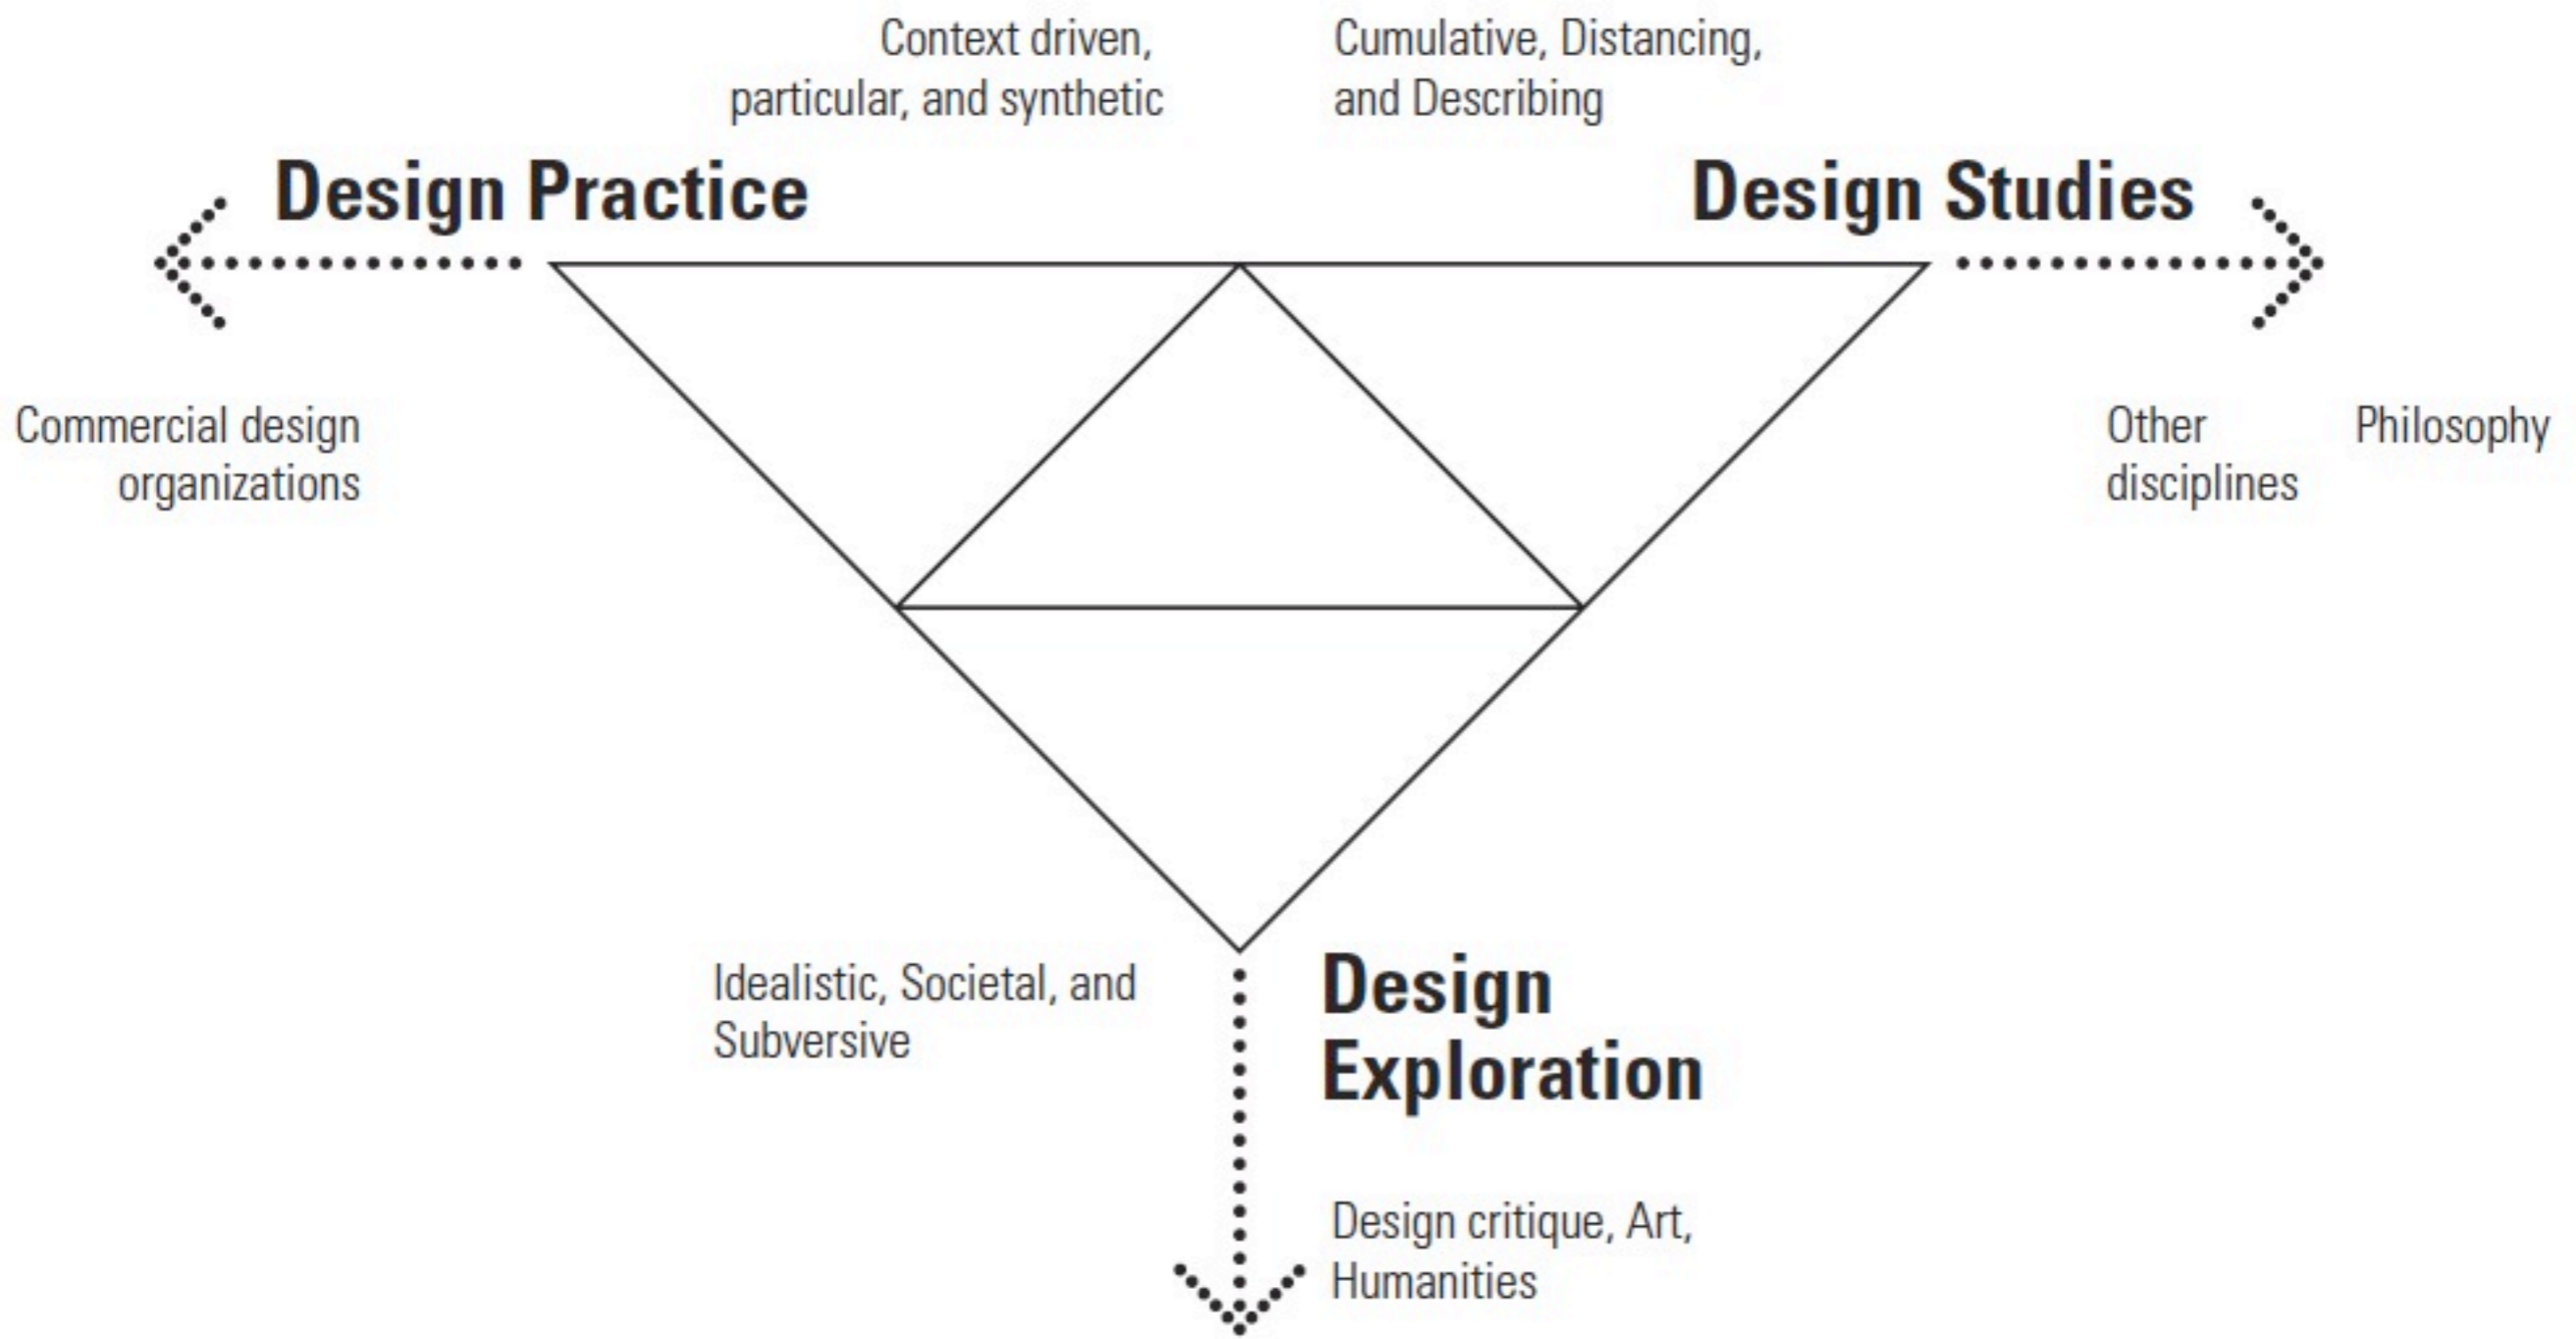 Context driven,
particular, and synthetic
Cumulative, Distancing,
and Describing
Design Practice
Design Studies
Commercial design
organizations
Other
disciplines
Philosophy
Idealistic, Societal, and
Subversive
Design
Exploration
Design critique, Art,
Humanities